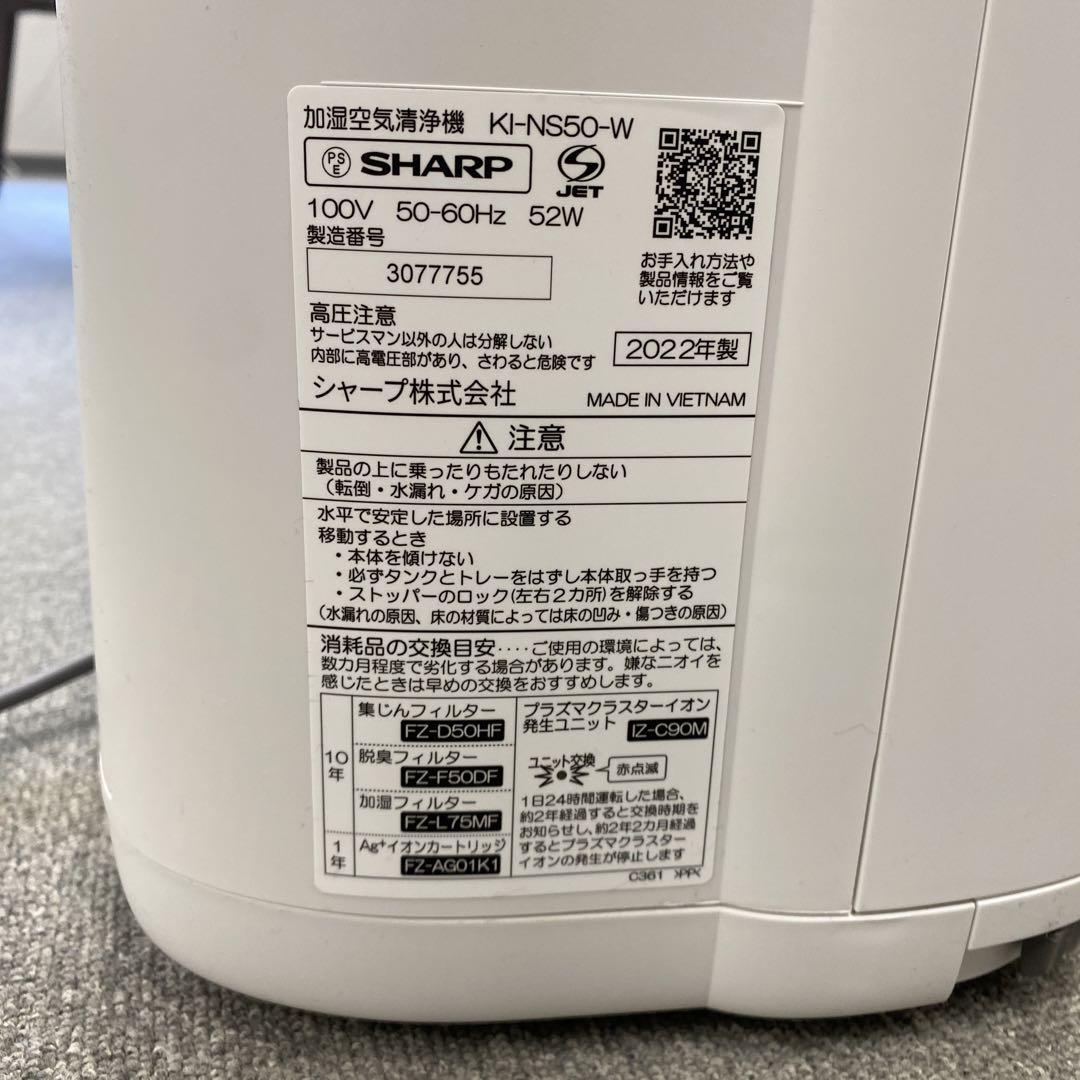 加湿空気清浄機 KI-NS50-W
PSE SHARP JET
100V 50-60Hz 52W
製造番号
3077755
お手入れ方法や
製品情報をご覧
いただけます
高圧注意
サービスマン以外の人は分解しない
内部に高電圧部があり、さわると危険です
2022年製
シャープ株式会社 MADE IN VIETNAM
注意
製品の上に乗ったりもたれたりしない
（転倒・水漏れ・ケガの原因）
水平で安定した場所に設置する
移動するとき
・本体を傾けない
・必ずタンクとトレーをはずし本体取っ手を持つ
・ストッパーのロック(左右2カ所)を解除する
（水漏れの原因、床の材質によっては床の凹み・傷つきの原因）
消耗品の交換目安‥‥ご使用の環境によっては、
数カ月程度で劣化する場合があります。嫌なニオイを
感じたときは早めの交換をおすすめします。
10年
集じんフィルター
FZ-D50HF
脱臭フィルター
FZ-F50DF
加湿フィルター
FZ-L75MF
1年
Ag⁺イオンカートリッジ
FZ-AG01K1
プラズマクラスターイオン
発生ユニット IZ-C90M
ユニット交換 赤点滅
1日24時間運転した場合、
約2年経過すると交換時期を
お知らせし、約2年2カ月経過
するとプラズマクラスター
イオンの発生が停止します
C361 >PP<